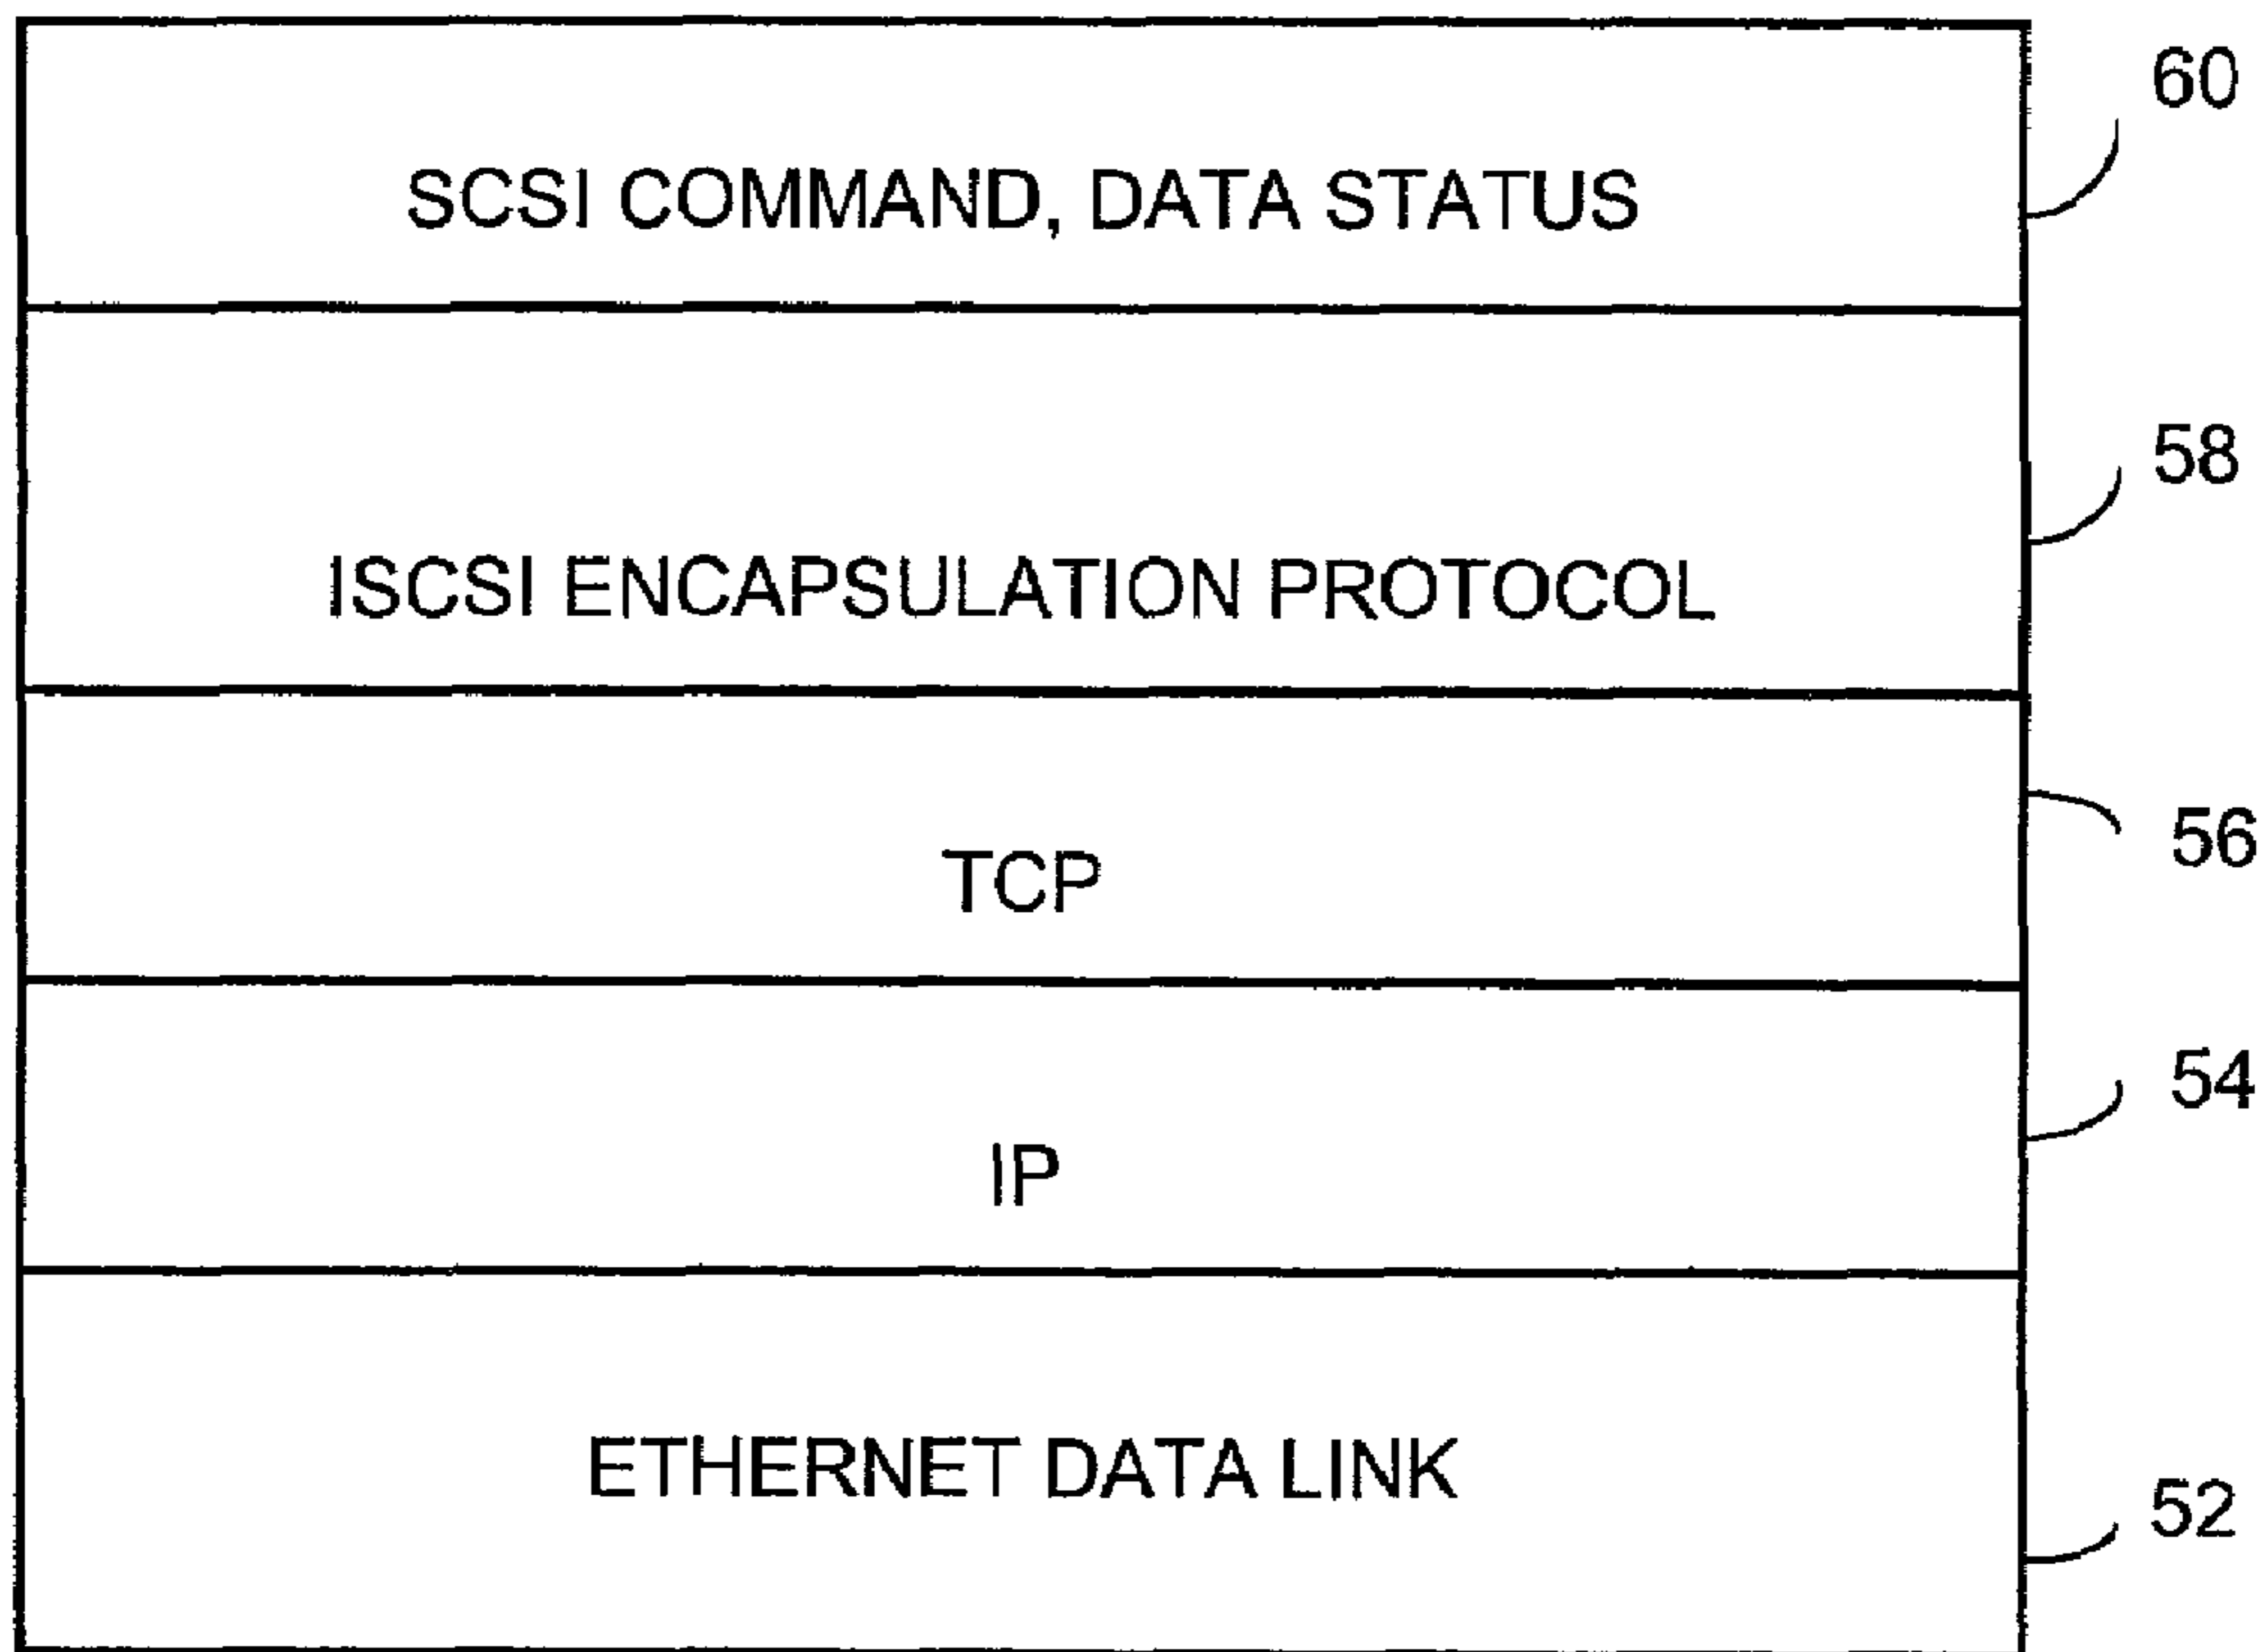 60
SCSI COMMAND, DATA STATUS
58
ISCSI ENCAPSULATION PROTOCOL
56
TCP
54
IP
ETHERNET DATA LINK
52